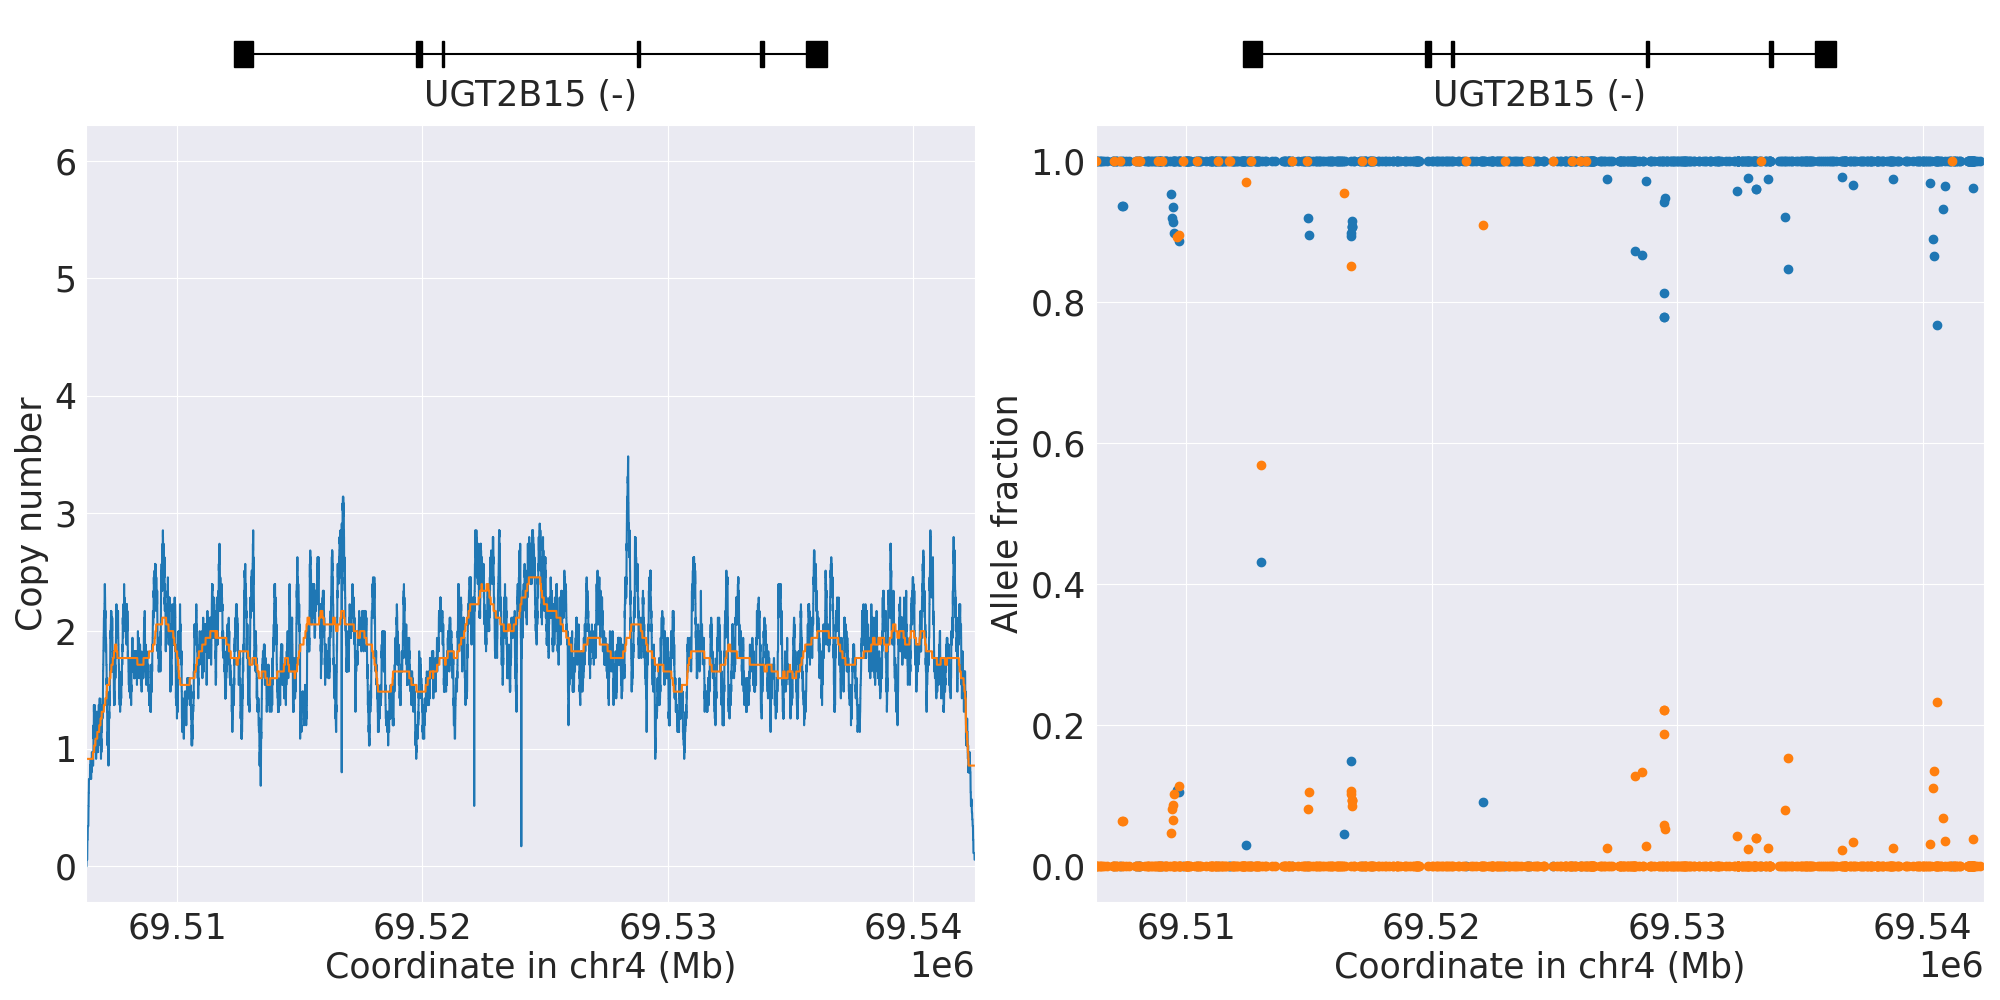 UGT2B15 (-)
6
5
4
3
2
1
0
Copy number
69.51 69.52 69.53 69.54
Coordinate in chr4 (Mb) 1e6
UGT2B15 (-)
1.0
0.8
0.6
0.4
0.2
0.0
Allele fraction
69.51 69.52 69.53 69.54
Coordinate in chr4 (Mb) 1e6